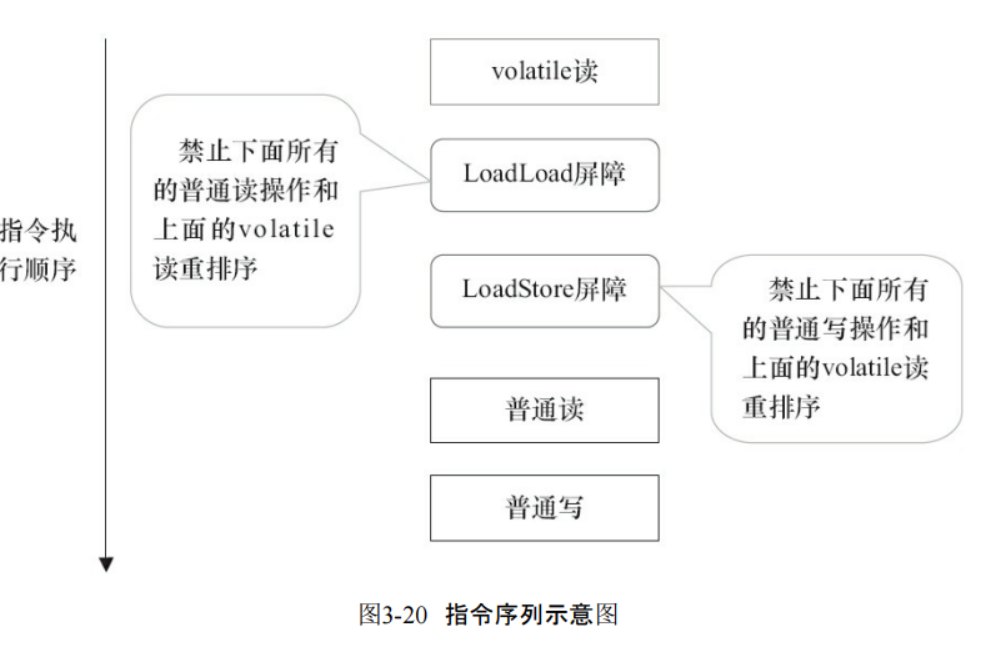 volatile读
禁止下面所有
的普通读操作和
上面的volatile
读重排序
LoadLoad屏障
指令执
行顺序
LoadStore屏障
禁止下面所有
的普通写操作和
上面的volatile读
重排序
普通读
普通写
图3-20 指令序列示意图